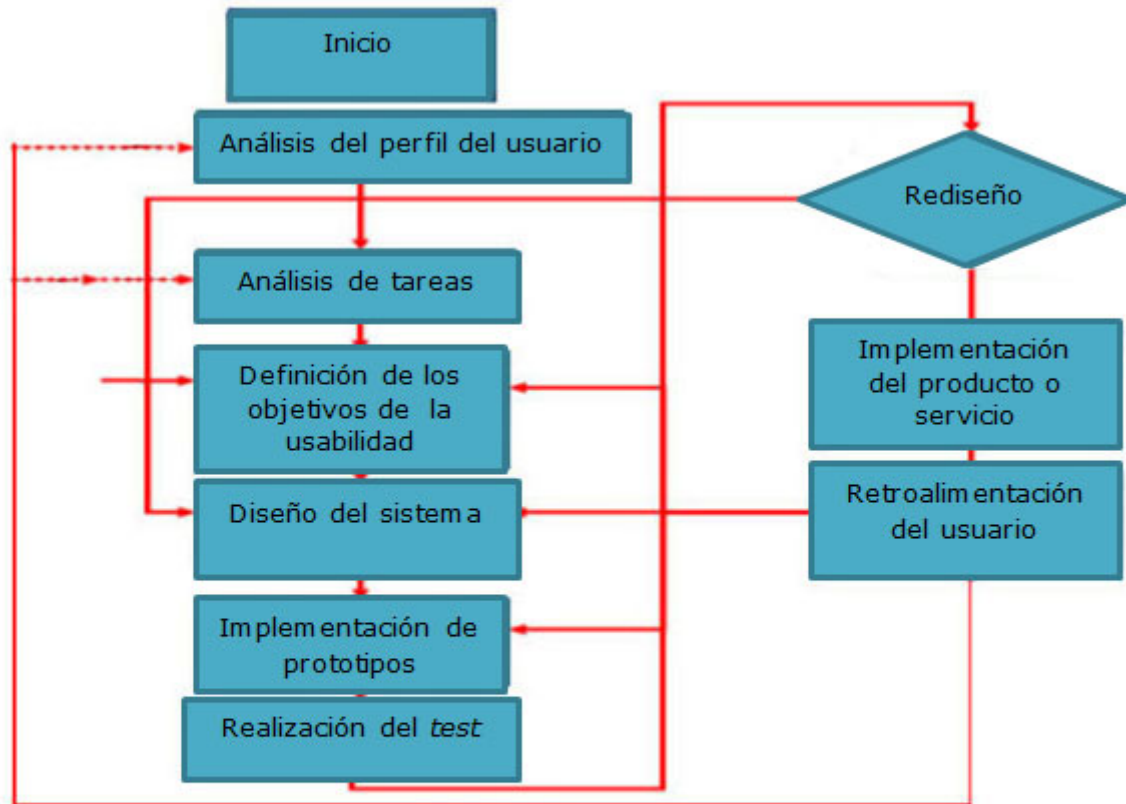 Inicio
Análisis del perfil del usuario
Análisis de tareas
Definición de los
objetivos de la
usabilidad
Diseño del sistema
Implementación de
prototipos
Realización del test
Rediseño
Implementación
del producto o
servicio
Retroalimentación
del usuario